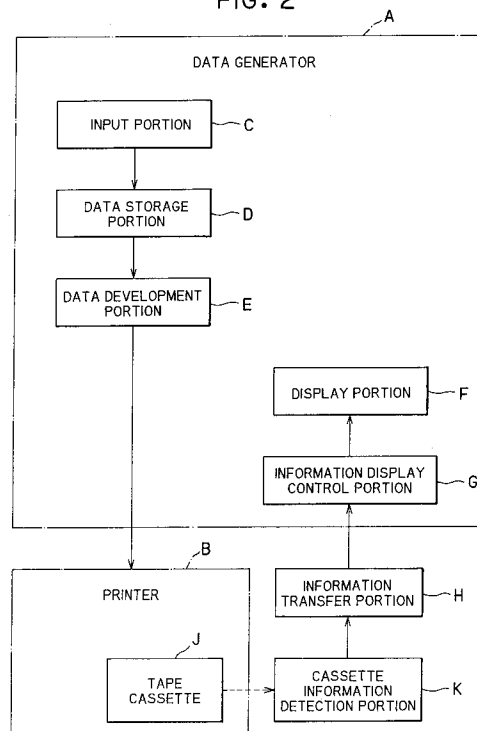 FIG. 2
A
DATA GENERATOR
INPUT PORTION
C
DATA STORAGE
PORTION
D
DATA DEVELOPMENT
PORTION
E
DISPLAY PORTION
F
INFORMATION DISPLAY
CONTROL PORTION
G
B
PRINTER
INFORMATION
TRANSFER PORTION
H
J
TAPE
CASSETTE
CASSETTE
INFORMATION
DETECTION PORTION
K